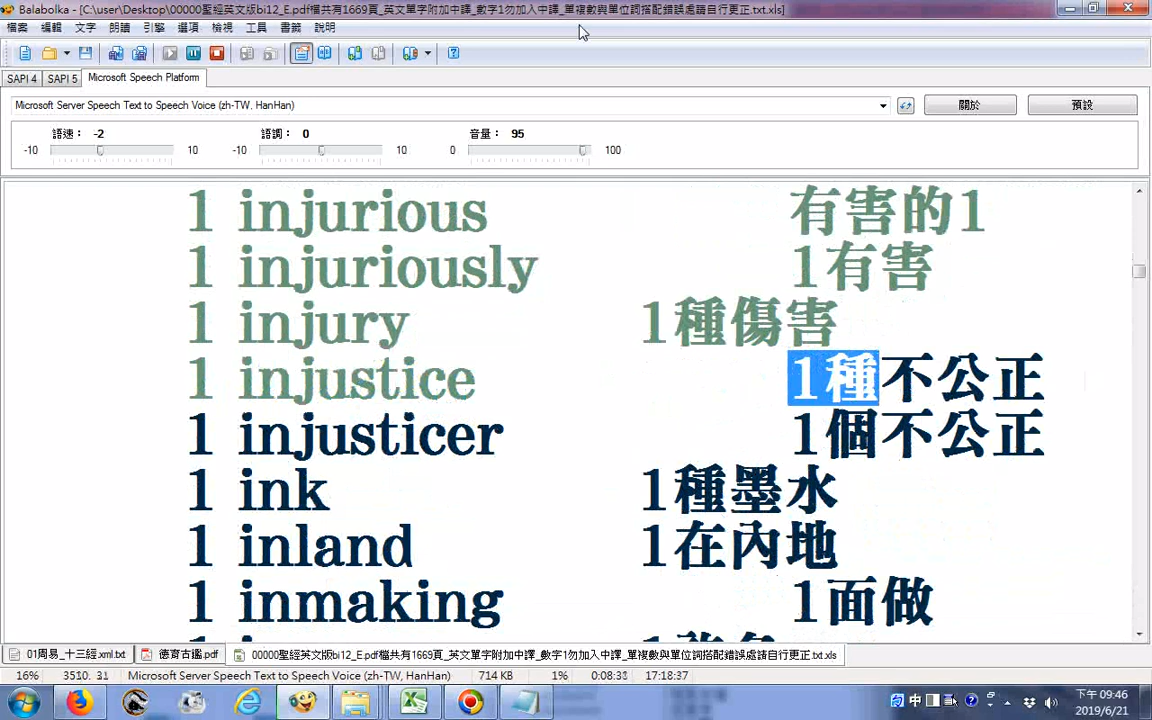 Balabolka - [C:\user\Desktop\00000聖經英文版bi12_E.pdf檔共有1669頁_英文單字附加中譯_數字1勿加入中譯_單複數與單位詞搭配錯誤處請自行更正.txt.xls]
檔案 編輯 文字 朗讀 引擎 選項 檢視 工具 書籤 說明
SAPI 4 SAPI 5 Microsoft Speech Platform
Microsoft Server Speech Text to Speech Voice (zh-TW, HanHan) 關於 預設
語速： -2 語調： 0 音量： 95
-10 10 -10 10 0 100
1 injurious 有害的1
1 injuriously 1有害
1 injury 1種傷害
1 injustice 1種不公正
1 injusticer 1個不公正
1 ink 1種墨水
1 inland 1在內地
1 inmaking 1面做
01周易_十三經.xml.txt 德育古鑑.pdf 00000聖經英文版bi12_E.pdf檔共有1669頁_英文單字附加中譯_數字1勿加入中譯_單複數與單位詞搭配錯誤處請自行更正.txt.xls
16% 3510, 31 Microsoft Server Speech Text to Speech Voice (zh-TW, HanHan) 714 KB 1% 0:08:38 17:18:37
中 下午 09:46
2019/6/21